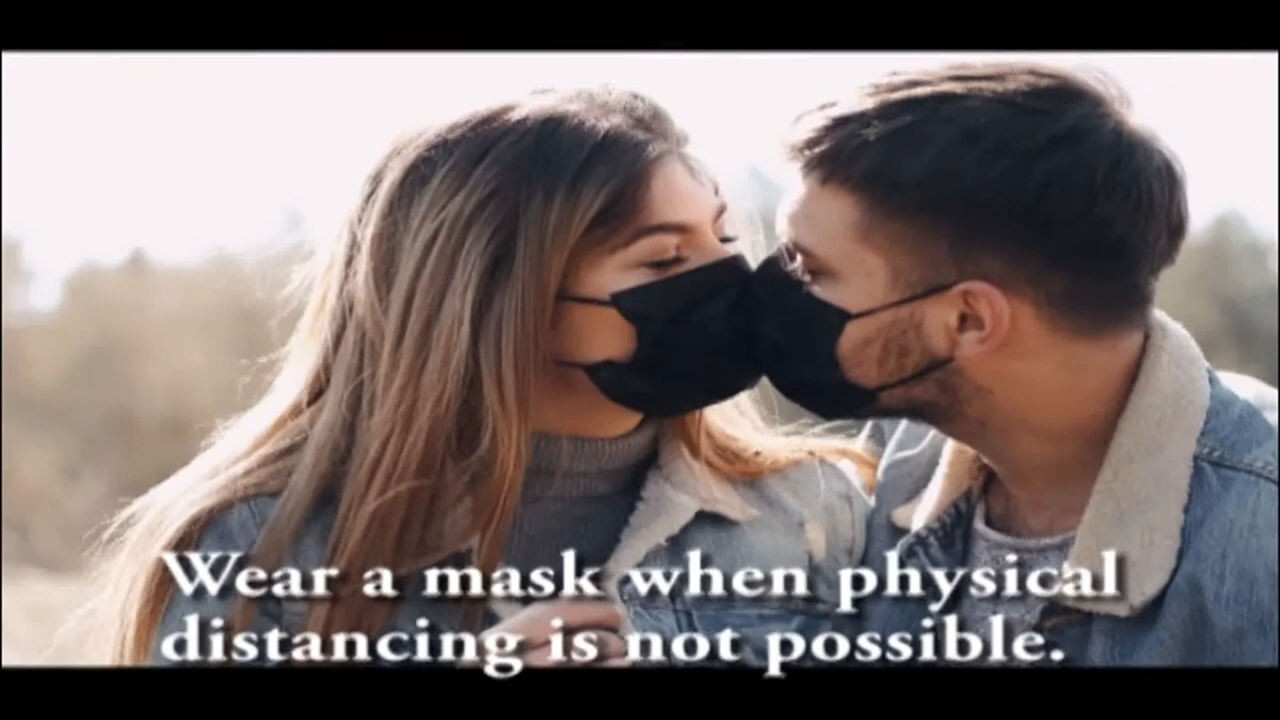 Wear a mask when physical
distancing is not possible.